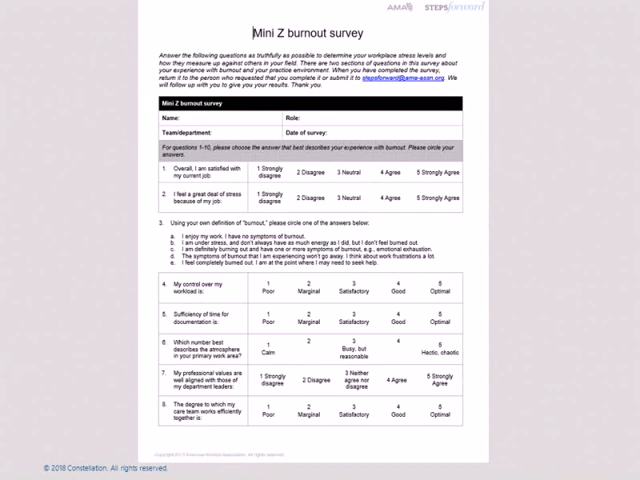 AMA STEPSforward
Mini Z burnout survey
Answer the following questions as truthfully as possible to determine your workplace stress levels and
how they measure up against others in your field. There are two sections of questions in this survey about
your experience with burnout and your practice environment. When you have completed the survey,
return it to the person who requested that you complete it or submit it to stepsforward@ama-assn.org. We
will follow up with you to give you your results. Thank you.
Mini Z burnout survey
Name: Role:
Team/department: Date of survey:
For questions 1-10, please choose the answer that best describes your experience with burnout. Please circle your
answers.
1. Overall, I am satisfied with my current job: 1 Strongly disagree 2 Disagree 3 Neutral 4 Agree 5 Strongly Agree
2. I feel a great deal of stress because of my job: 1 Strongly disagree 2 Disagree 3 Neutral 4 Agree 5 Strongly Agree
3. Using your own definition of "burnout," please circle one of the answers below:
a. I enjoy my work. I have no symptoms of burnout.
b. I am under stress, and don't always have as much energy as I did, but I don't feel burned out.
c. I am definitely burning out and have one or more symptoms of burnout, e.g., emotional exhaustion.
d. The symptoms of burnout that I am experiencing won't go away. I think about work frustrations a lot.
e. I feel completely burned out. I am at the point where I may need to seek help.
4. My control over my workload is: 1 Poor 2 Marginal 3 Satisfactory 4 Good 5 Optimal
5. Sufficiency of time for documentation is: 1 Poor 2 Marginal 3 Satisfactory 4 Good 5 Optimal
6. Which number best describes the atmosphere in your primary work area? 1 Calm 2 3 Busy, but reasonable 4 5 Hectic, chaotic
7. My professional values are well aligned with those of my department leaders: 1 Strongly disagree 2 Disagree 3 Neither agree nor disagree 4 Agree 5 Strongly Agree
8. The degree to which my care team works efficiently together is: 1 Poor 2 Marginal 3 Satisfactory 4 Good 5 Optimal
American Medical Association. All rights reserved.
© 2018 Constellation. All rights reserved.